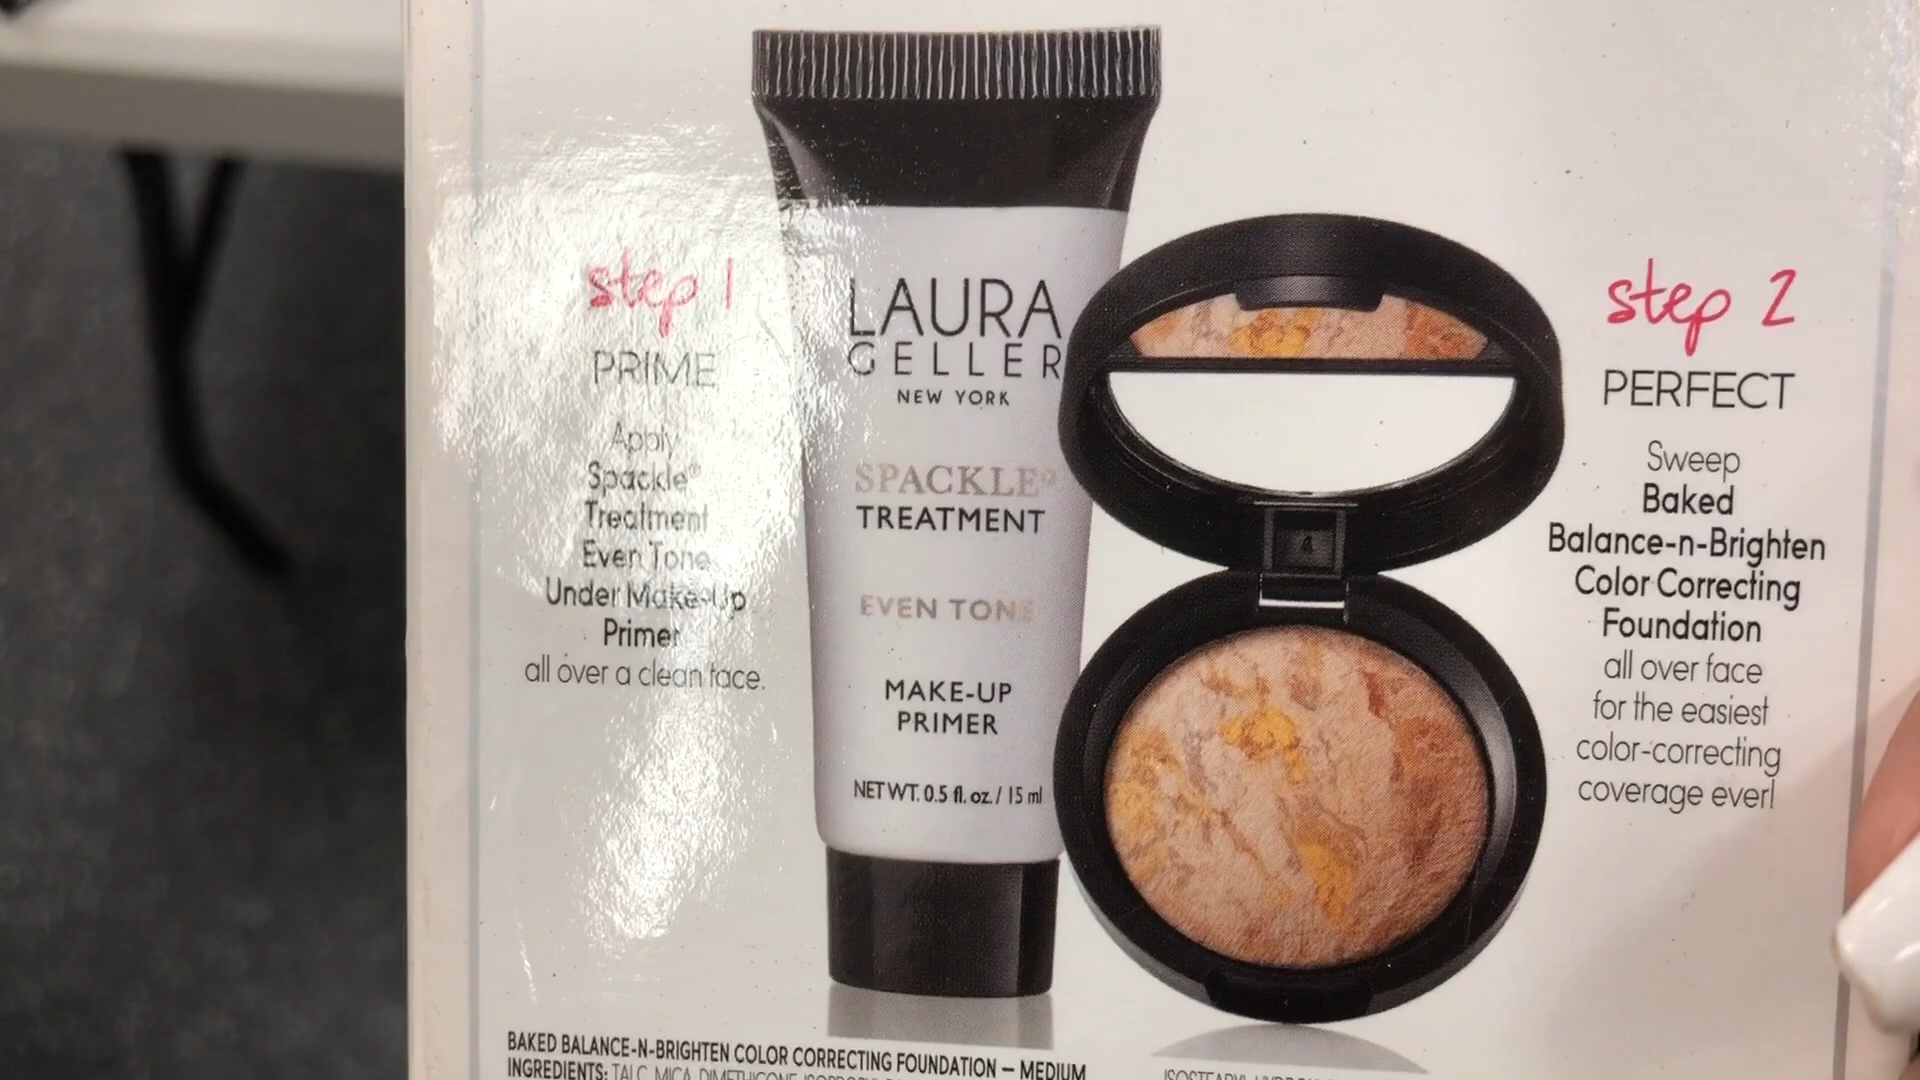 step 1
PRIME
Apply
Spackle®
Treatment
Even Tone
Under Make-Up
Primer
all over a clean face.
LAURA
GELLER
NEW YORK
SPACKLE®
TREATMENT
EVEN TONE
MAKE-UP
PRIMER
NET WT. 0.5 fl. oz. / 15 ml
4
step 2
PERFECT
Sweep
Baked
Balance-n-Brighten
Color Correcting
Foundation
all over face
for the easiest
color-correcting
coverage ever!
BAKED BALANCE-N-BRIGHTEN COLOR CORRECTING FOUNDATION – MEDIUM
INGREDIENTS: TALC, MICA, DIMETHICONE,